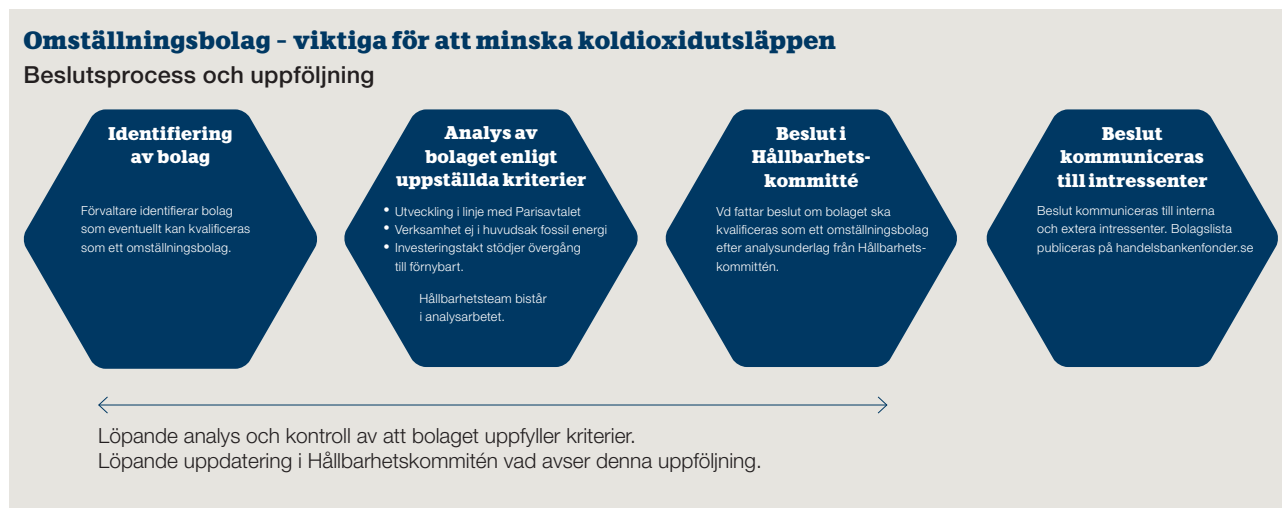 Omställningsbolag – viktiga för att minska koldioxidutsläppen
Beslutsprocess och uppföljning
Identifiering
av bolag
Förvaltare identifierar bolag
som eventuellt kan kvalificeras
som ett omställningsbolag.
Analys av
bolaget enligt
uppställda kriterier
• Utveckling i linje med Parisavtalet
• Verksamhet ej i huvudsak fossil energi
• Investeringstakt stödjer övergång
till förnybart.
Hållbarhetsteam bistår
i analysarbetet.
Beslut i
Hållbarhets-
kommitté
Vd fattar beslut om bolaget ska
kvalificeras som ett omställningsbolag
efter analysunderlag från Hållbarhets-
kommittén.
Beslut
kommuniceras
till intressenter
Beslut kommuniceras till interna
och extera intressenter. Bolagslista
publiceras på handelsbankenfonder.se
Löpande analys och kontroll av att bolaget uppfyller kriterier.
Löpande uppdatering i Hållbarhetskommitén vad avser denna uppföljning.